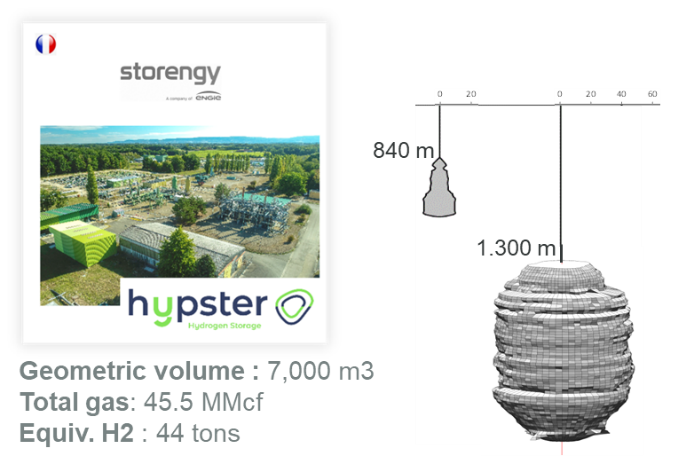 storengy
A company of ENGIE
hypster
Hydrogen Storage
Geometric volume : 7,000 m3
Total gas: 45.5 MMcf
Equiv. H2 : 44 tons
0 20 0 20 40 60
840 m
1.300 m